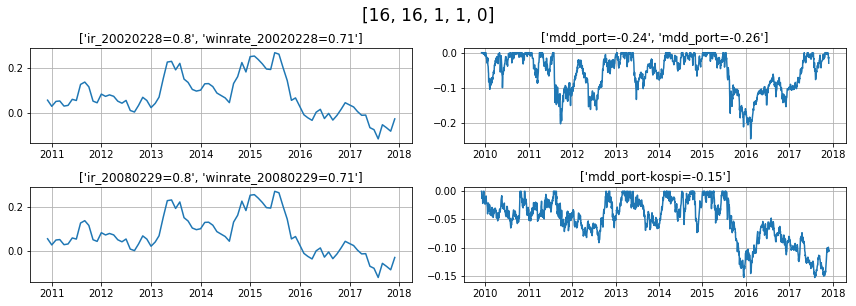 [16, 16, 1, 1, 0]
['ir_20020228=0.8', 'winrate_20020228=0.71']
0.2
0.0
2011 2012 2013 2014 2015 2016 2017 2018
['mdd_port=-0.24', 'mdd_port=-0.26']
0.0
−0.1
−0.2
2010 2011 2012 2013 2014 2015 2016 2017 2018
['ir_20080229=0.8', 'winrate_20080229=0.71']
0.2
0.0
2011 2012 2013 2014 2015 2016 2017 2018
['mdd_port-kospi=-0.15']
0.00
−0.05
−0.10
−0.15
2010 2011 2012 2013 2014 2015 2016 2017 2018